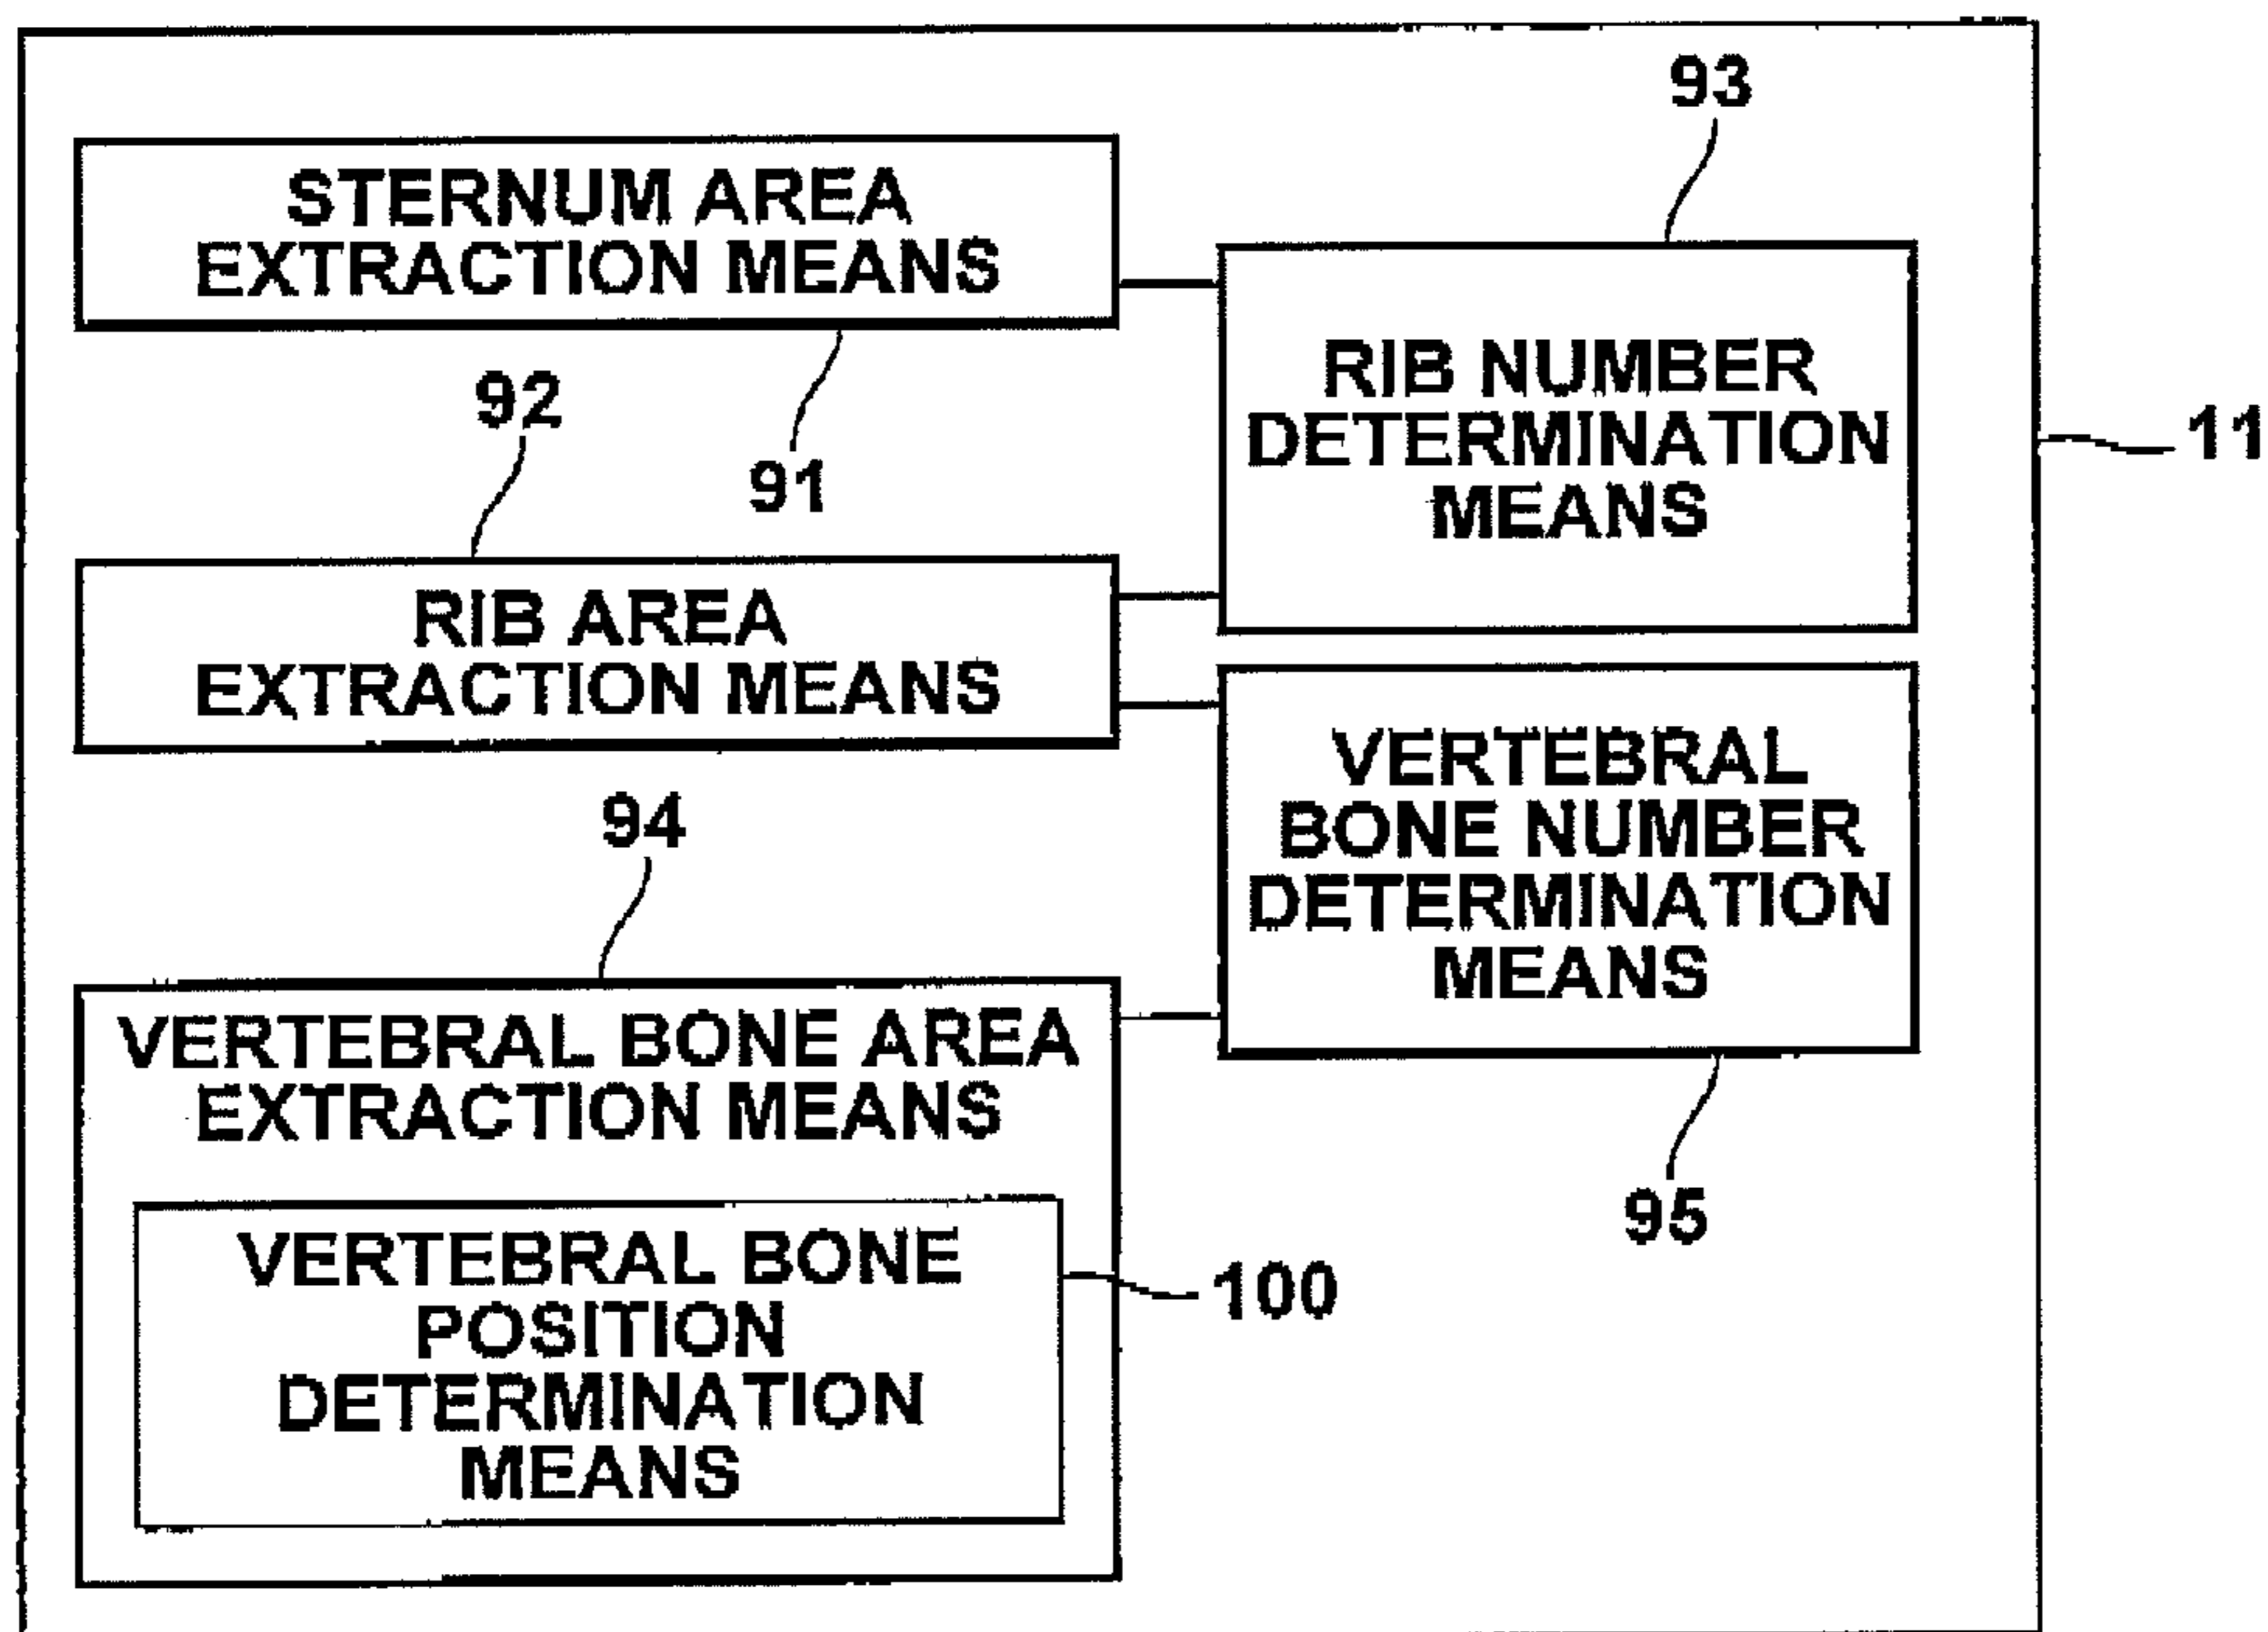 93
STERNUM AREA
EXTRACTION MEANS
91
RIB NUMBER
DETERMINATION
MEANS
11
92
RIB AREA
EXTRACTION MEANS
VERTEBRAL
BONE NUMBER
DETERMINATION
MEANS
95
94
VERTEBRAL BONE AREA
EXTRACTION MEANS
VERTEBRAL BONE
POSITION
DETERMINATION
MEANS
100